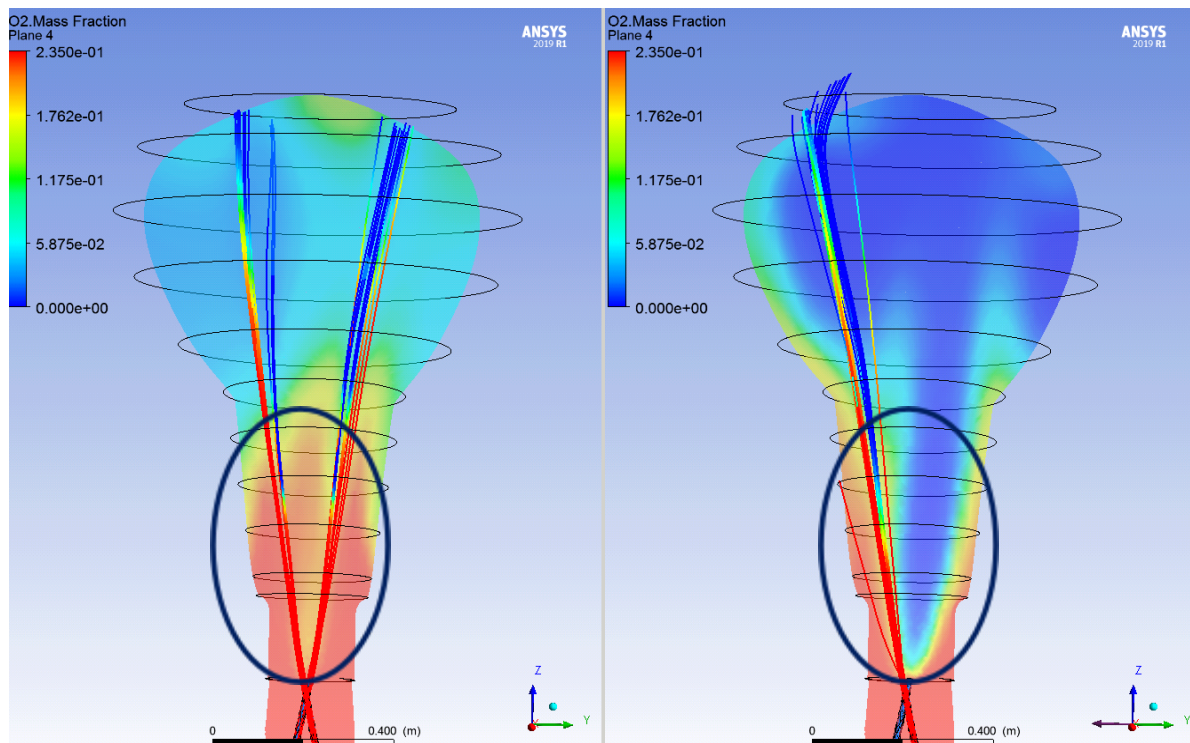 O2.Mass Fraction
Plane 4
2.350e-01
1.762e-01
1.175e-01
5.875e-02
0.000e+00
ANSYS
2019 R1
0
0.400
(m)
Z
Y
O2.Mass Fraction
Plane 4
2.350e-01
1.762e-01
1.175e-01
5.875e-02
0.000e+00
ANSYS
2019 R1
0
0.400
(m)
Z
Y